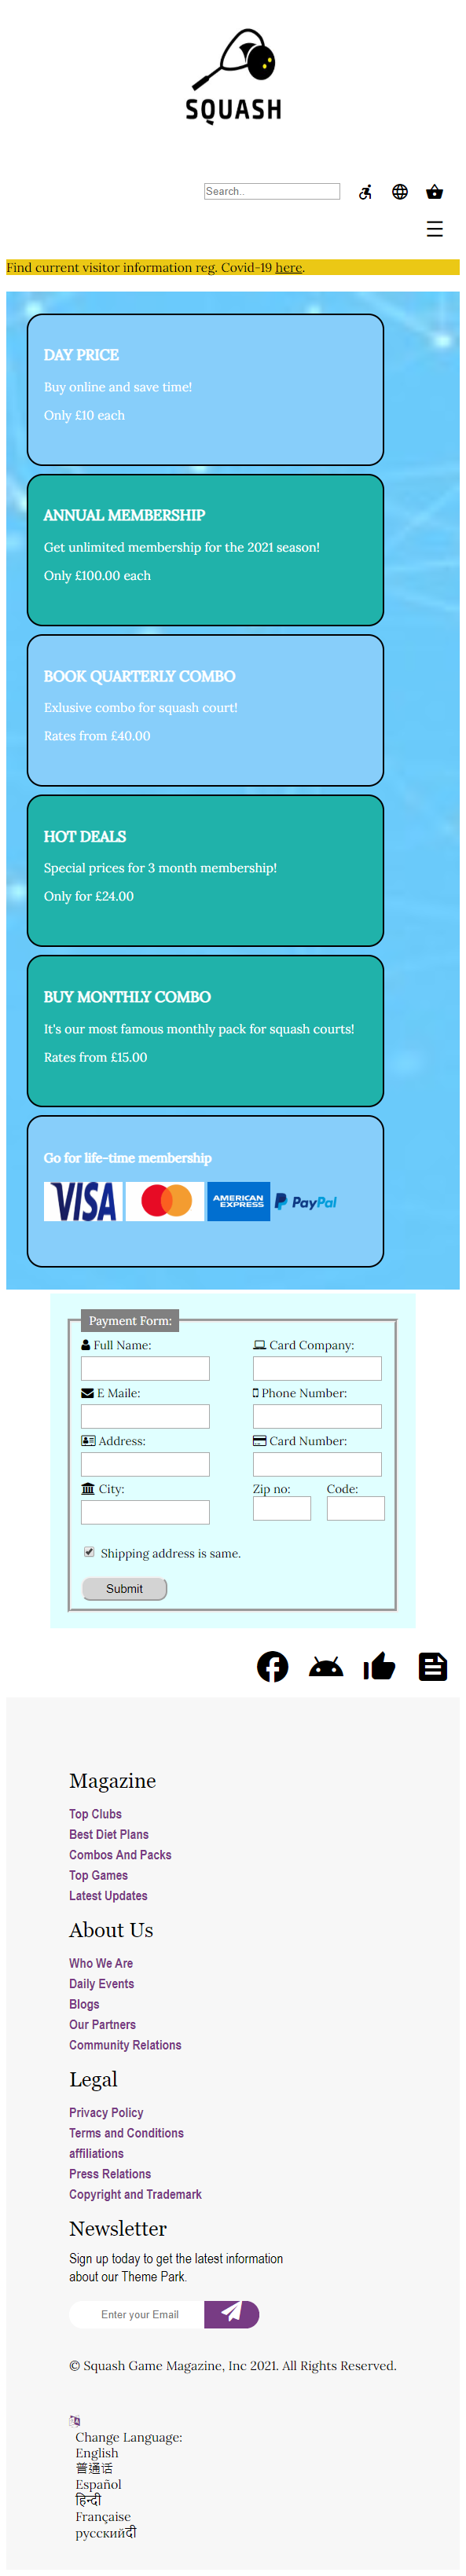 SQUASH
Search..
Find current visitor information reg. Covid-19 here.
DAY PRICE
Buy online and save time!
Only £10 each
ANNUAL MEMBERSHIP
Get unlimited membership for the 2021 season!
Only £100.00 each
BOOK QUARTERLY COMBO
Exlusive combo for squash court!
Rates from £40.00
HOT DEALS
Special prices for 3 month membership!
Only for £24.00
BUY MONTHLY COMBO
It's our most famous monthly pack for squash courts!
Rates from £15.00
Go for life-time membership
VISA AMERICAN EXPRESS PayPal
Payment Form:
Full Name:
Card Company:
E Maile:
Phone Number:
Address:
Card Number:
City:
Zip no:
Code:
Shipping address is same.
Submit
Magazine
Top Clubs
Best Diet Plans
Combos And Packs
Top Games
Latest Updates
About Us
Who We Are
Daily Events
Blogs
Our Partners
Community Relations
Legal
Privacy Policy
Terms and Conditions
affiliations
Press Relations
Copyright and Trademark
Newsletter
Sign up today to get the latest information
about our Theme Park.
Enter your Email
© Squash Game Magazine, Inc 2021. All Rights Reserved.
Change Language:
English
普通话
Español
हिन्दी
Française
русскийदी